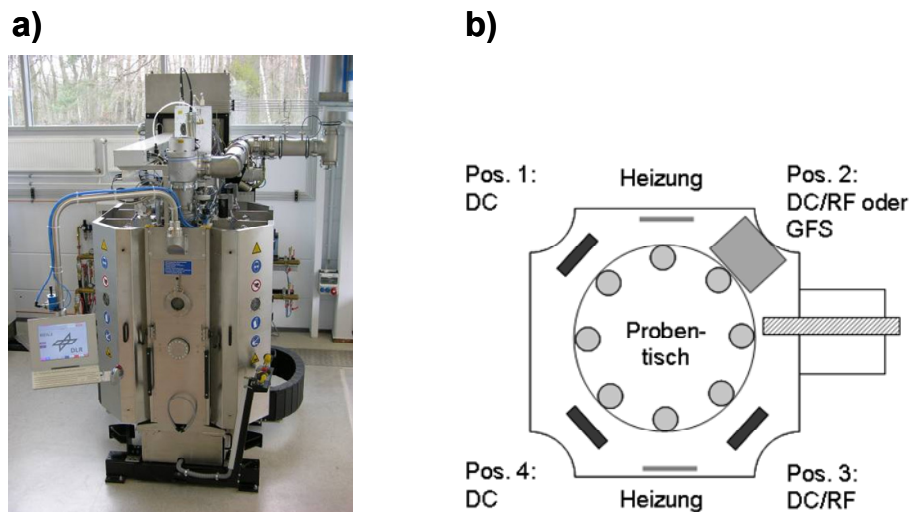 a)
b)
Pos. 1:
DC
Heizung
Pos. 2:
DC/RF oder
GFS
Proben-
tisch
DLR
Pos. 4:
DC
Heizung
Pos. 3:
DC/RF